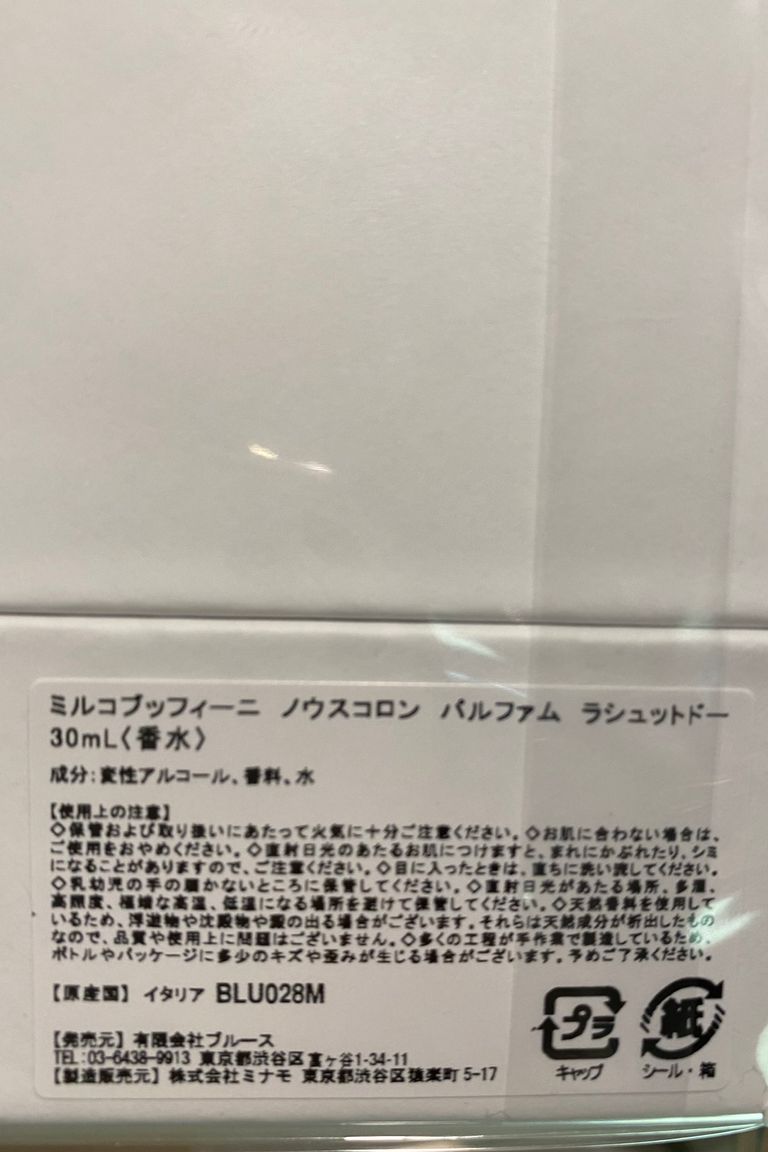 ミルコブッフィーニ ノウスコロン パルファム ラシュットドー
30mL〈香水〉
成分：変性アルコール、香料、水
【使用上の注意】
◇保管および取り扱いにあたって火気に十分ご注意ください。◇お肌に合わない場合は、
ご使用をおやめください。◇直射日光のあたるお肌につけますと、まれにかぶれたり、シミ
になることがありますので、ご注意ください。◇目に入ったときは、直ちに洗い流してください。
◇乳幼児の手の届かないところに保管してください。◇直射日光があたる場所、多湿、
高照度、極端な高温、低温になる場所を避けて保管してください。◇天然香料を使用して
いるため、浮遊物や沈殿物や澱の出る場合がございます。それらは天然成分が析出したもの
なので、品質や使用上に問題はございません。◇多くの工程が手作業で製造しているため、
ボトルやパッケージに多少のキズや歪みが生じる場合がございます。予めご了承ください。
【原産国】 イタリア BLU028M
【発売元】有限会社ブルース
TEL：03-6438-9913 東京都渋谷区富ヶ谷1-34-11
【製造販売元】株式会社ミナモ 東京都渋谷区猿楽町5-17
プラ
キャップ
紙
シール・箱